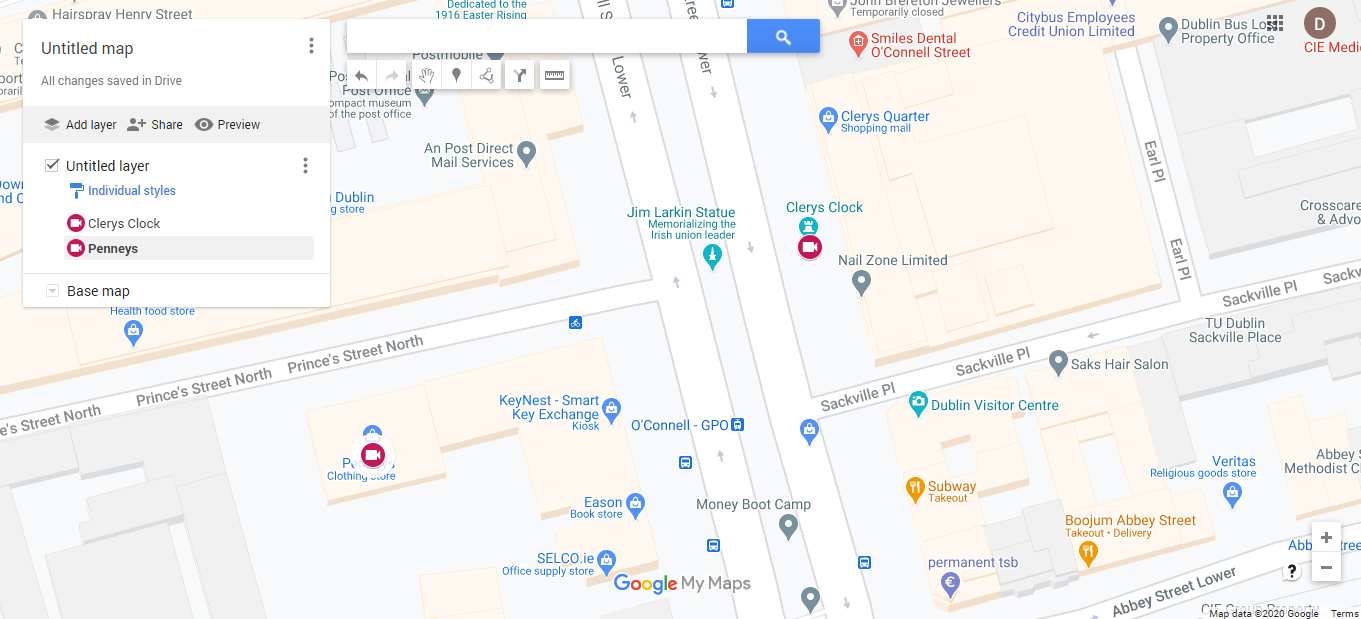 Hairspray Henry Street
Dedicated to the
1916 Easter Rising
John Brereton Jewellers
Temporarily closed
Citybus Employees
Credit Union Limited
Dublin Bus Lost
Property Office
D
CIE Medic
Untitled map
All changes saved in Drive
Add layer
Share
Preview
Untitled layer
Individual styles
Clerys Clock
Penneys
Base map
Postmobile
Post Office
ompact museum
of the post office
Lower
Smiles Dental
O'Connell Street
Clerys Quarter
Shopping mall
An Post Direct
Mail Services
Earl Pl
Dublin
Jim Larkin Statue
Memorializing the
Irish union leader
Clerys Clock
Nail Zone Limited
Crosscare
& Advo
Earl Pl
Sackville Pl
TU Dublin
Sackville Place
Health food store
Prince's Street North
Prince's Street North
Sackville Pl
Saks Hair Salon
Sackville Pl
KeyNest - Smart
Key Exchange
Kiosk
O'Connell - GPO
Dublin Visitor Centre
Clothing store
Abbey
Methodist C
Veritas
Religious goods store
Subway
Takeout
Eason
Book store
Money Boot Camp
Boojum Abbey Street
Takeout • Delivery
SELCO.ie
Office supply store
permanent tsb
€
Google My Maps
Abbey Street Lower
+
−
?
CIE Group Property
Map data ©2020 Google
Terms